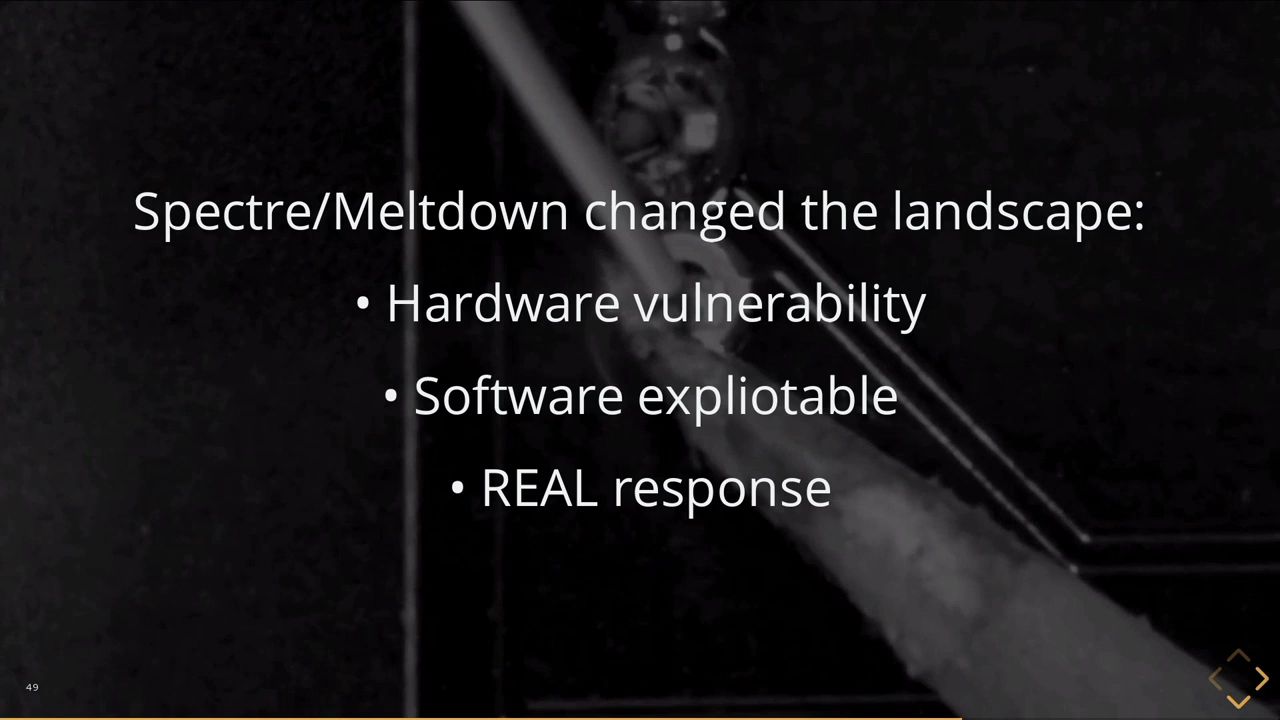 Spectre/Meltdown changed the landscape:
• Hardware vulnerability
• Software expliotable
• REAL response
49